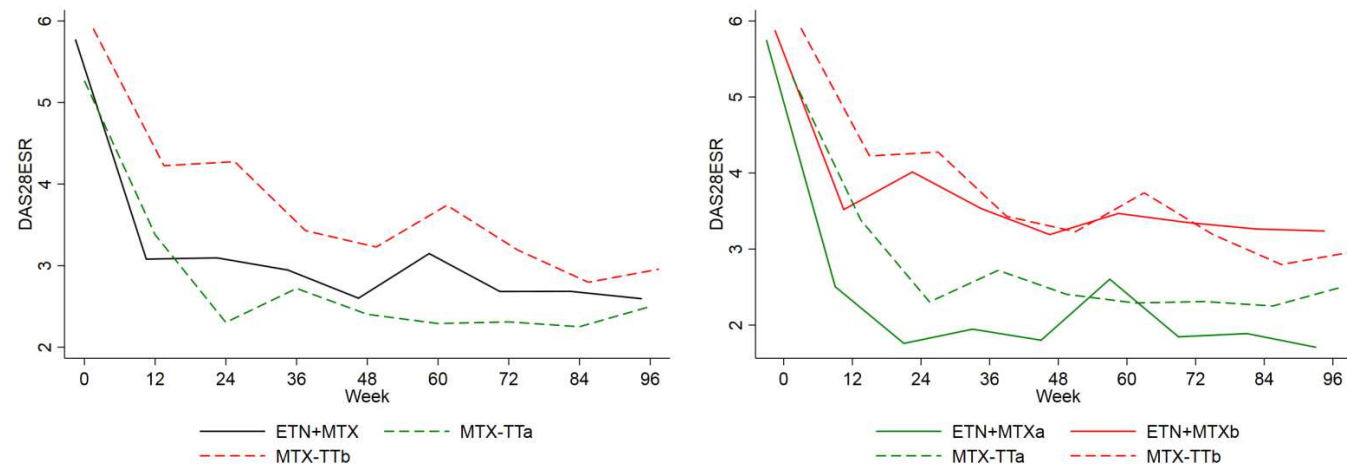 6
5
4
3
2
DAS28ESR
0 12 24 36 48 60 72 84 96
Week
ETN+MTX MTX-TTa
MTX-TTb
6
5
4
3
2
DAS28ESR
0 12 24 36 48 60 72 84 96
Week
ETN+MTXa ETN+MTXb
MTX-TTa MTX-TTb